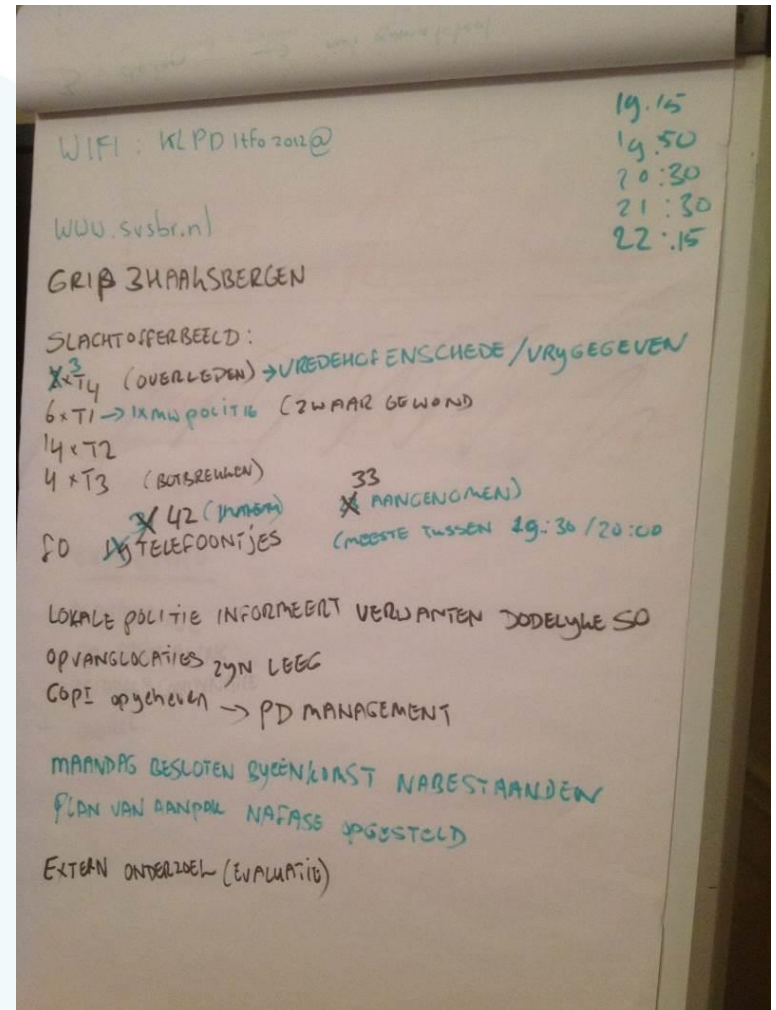 19.15
WIFI : KLPD itfo2012@
19.50
20:30
21:30
www.svsbr.nl
22:15
GRIP 3 HAAKSBERGEN
SLACHTOFFERBEELD:
3 x T4 (OVERLEDEN) → VREDEHOF ENSCHEDE / VRYGEGEVEN
6 x T1 → 1x MW POLITIE (ZWAAR GEWOND
14 x T2
4 x T3 (BOTBREUKEN)
42 33 AANGENOMEN)
TELEFOONTJES (MEESTE TUSSEN 19:30 / 20:00
LOKALE POLITIE INFORMEERT VERWANTEN DODELYKE SO
OPVANGLOCATIES ZYN LEEG
COPI opgeheven → PD MANAGEMENT
MAANDAG BESLOTEN BYEENKOMST NABESTAANDEN
PLAN VAN AANPAK NAFASE OPGESTELD
EXTERN ONDERZOEK (EVALUATIE)